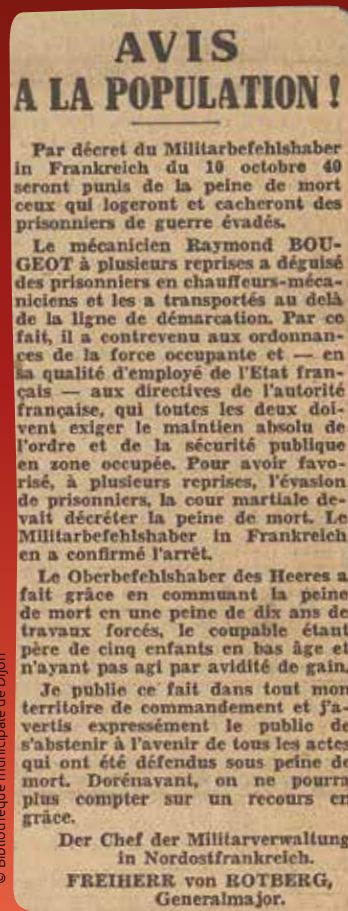 AVIS
A LA POPULATION !
Par décret du Militarbefehlshaber
in Frankreich du 10 octobre 40
seront punis de la peine de mort
ceux qui logeront et cacheront des
prisonniers de guerre évadés.
Le mécanicien Raymond BOU-
GEOT à plusieurs reprises a déguisé
des prisonniers en chauffeurs-méca-
niciens et les a transportés au delà
de la ligne de démarcation. Par ce
fait, il a contrevenu aux ordonnan-
ces de la force occupante et — en
sa qualité d'employé de l'Etat fran-
çais — aux directives de l'autorité
française, qui toutes les deux doi-
vent exiger le maintien absolu de
l'ordre et de la sécurité publique
en zone occupée. Pour avoir favo-
risé, à plusieurs reprises, l'évasion
de prisonniers, la cour martiale de-
vait décréter la peine de mort. Le
Militarbefehlshaber in Frankreich
en a confirmé l'arrêt.
Le Oberbefehlshaber des Heeres a
fait grâce en commuant la peine
de mort en une peine de dix ans de
travaux forcés, le coupable étant
père de cinq enfants en bas âge et
n'ayant pas agi par avidité de gain.
Je publie ce fait dans tout mon
territoire de commandement et j'a-
vertis expressément le public de
s'abstenir à l'avenir de tous les actes
qui ont été défendus sous peine de
mort. Dorénavant, on ne pourra
plus compter sur un recours en
grâce.
Der Chef der Militarverwaltung
in Nordostfrankreich.
FREIHERR von ROTBERG,
Generalmajor.
© Bibliothèque municipale de Dijon